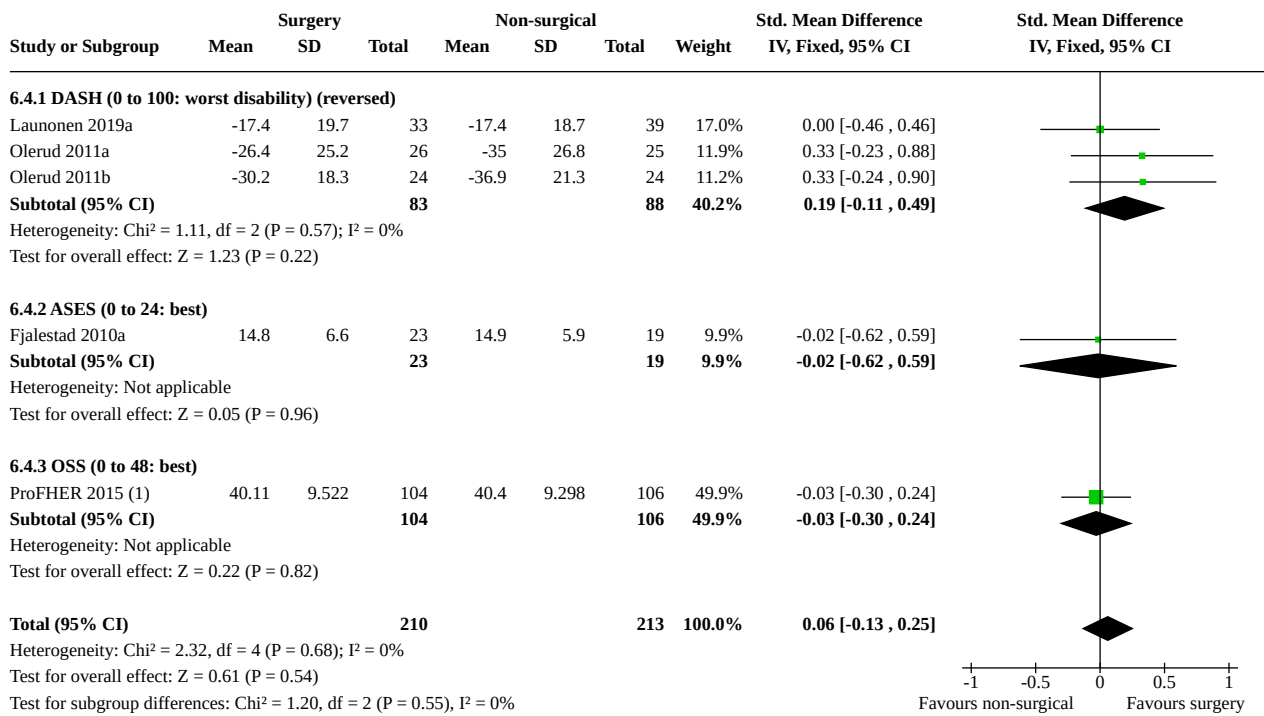 Surgery Non-surgical Std. Mean Difference Std. Mean Difference
Study or Subgroup Mean SD Total Mean SD Total Weight IV, Fixed, 95% CI IV, Fixed, 95% CI
6.4.1 DASH (0 to 100: worst disability) (reversed)
Launonen 2019a -17.4 19.7 33 -17.4 18.7 39 17.0% 0.00 [-0.46 , 0.46]
Olerud 2011a -26.4 25.2 26 -35 26.8 25 11.9% 0.33 [-0.23 , 0.88]
Olerud 2011b -30.2 18.3 24 -36.9 21.3 24 11.2% 0.33 [-0.24 , 0.90]
Subtotal (95% CI) 83 88 40.2% 0.19 [-0.11 , 0.49]
Heterogeneity: Chi² = 1.11, df = 2 (P = 0.57); I² = 0%
Test for overall effect: Z = 1.23 (P = 0.22)
6.4.2 ASES (0 to 24: best)
Fjalestad 2010a 14.8 6.6 23 14.9 5.9 19 9.9% -0.02 [-0.62 , 0.59]
Subtotal (95% CI) 23 19 9.9% -0.02 [-0.62 , 0.59]
Heterogeneity: Not applicable
Test for overall effect: Z = 0.05 (P = 0.96)
6.4.3 OSS (0 to 48: best)
ProFHER 2015 (1) 40.11 9.522 104 40.4 9.298 106 49.9% -0.03 [-0.30 , 0.24]
Subtotal (95% CI) 104 106 49.9% -0.03 [-0.30 , 0.24]
Heterogeneity: Not applicable
Test for overall effect: Z = 0.22 (P = 0.82)
Total (95% CI) 210 213 100.0% 0.06 [-0.13 , 0.25]
Heterogeneity: Chi² = 2.32, df = 4 (P = 0.68); I² = 0%
Test for overall effect: Z = 0.61 (P = 0.54)
-1 -0.5 0 0.5 1
Test for subgroup differences: Chi² = 1.20, df = 2 (P = 0.55), I² = 0% Favours non-surgical Favours surgery